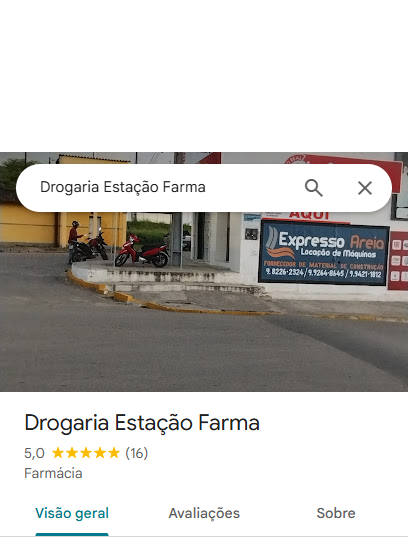 Drogaria Estação Farma
AQUI
Expresso Areia
Locação de Máquinas
FORNECEDOR DE MATERIAL DE CONSTRUÇÃO
9.8226-2324/9.9264-8645/9.9421-1812
Drogaria Estação Farma
5,0 ★★★★★ (16)
Farmácia
Visão geral Avaliações Sobre